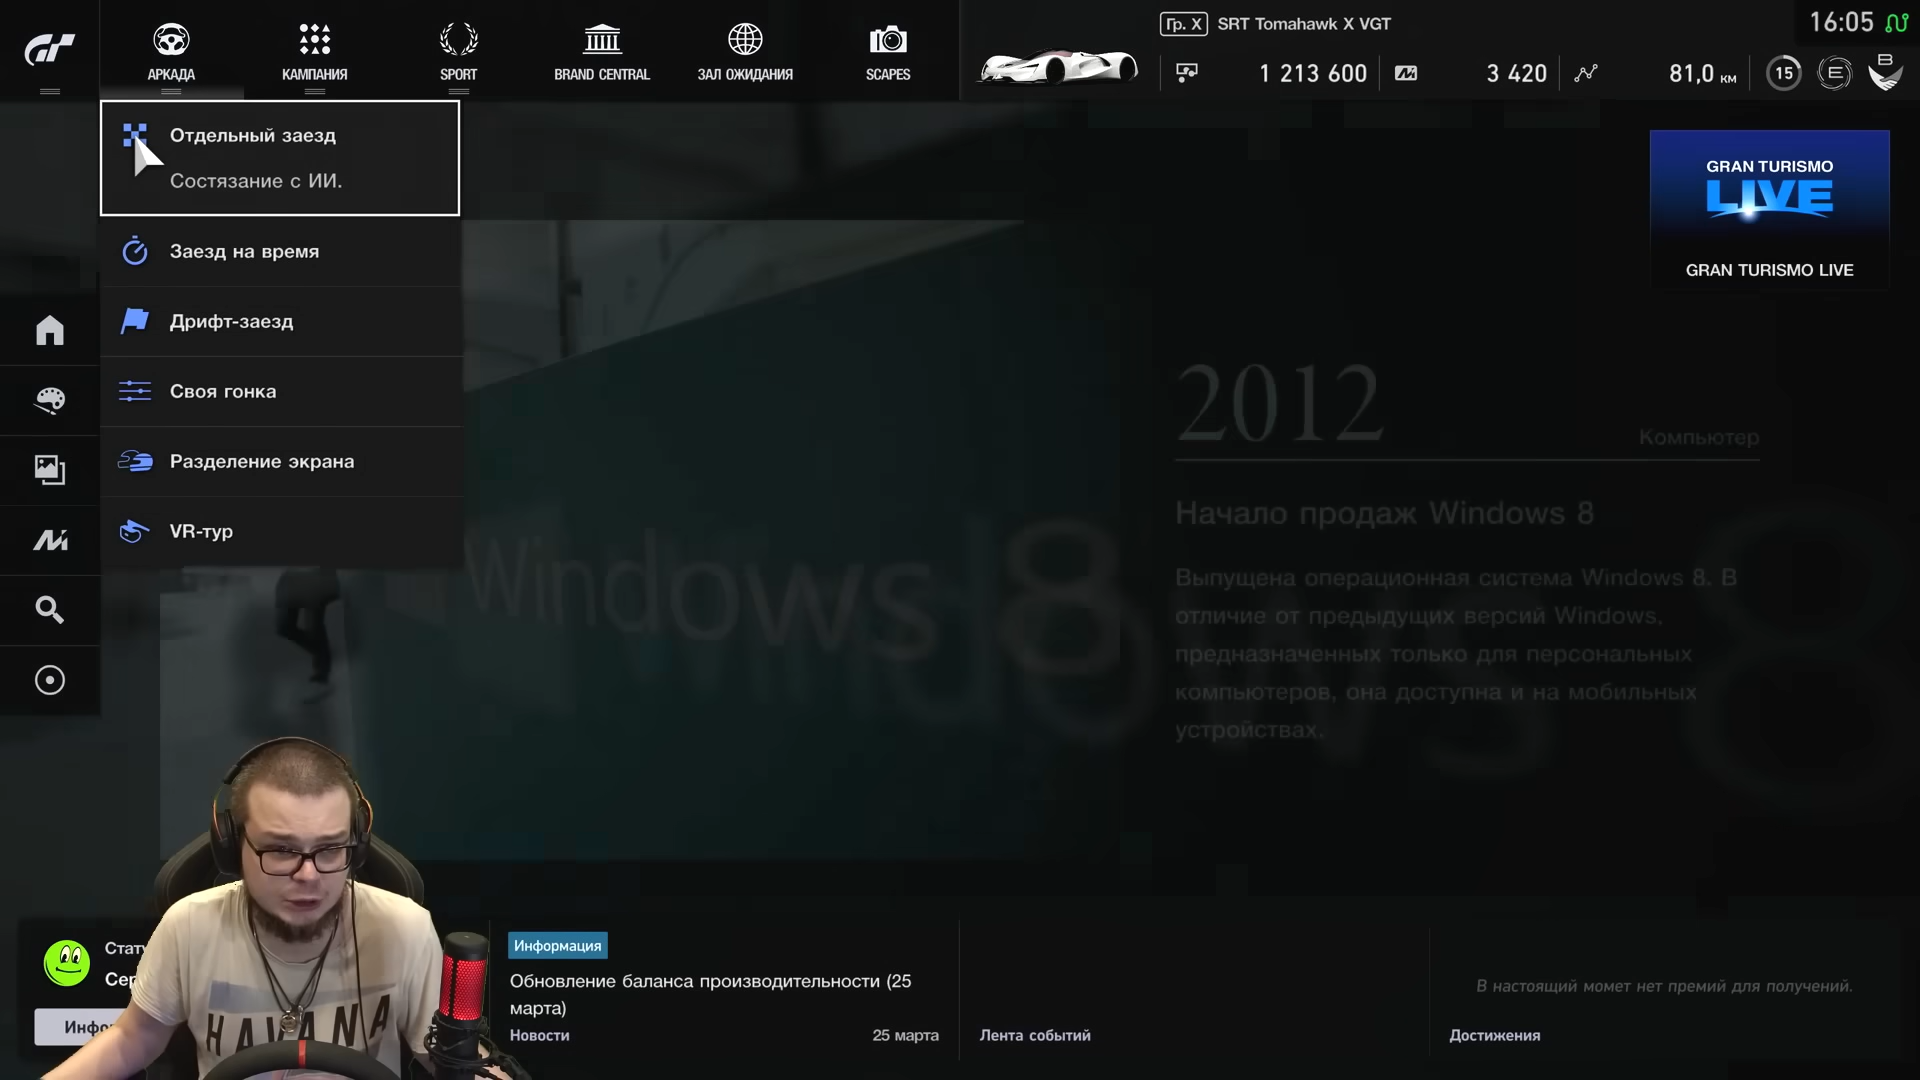 АРКАДА
КАМПАНИЯ
SPORT
BRAND CENTRAL
ЗАЛ ОЖИДАНИЯ
SCAPES
Гр. X SRT Tomahawk X VGT
16:05
1 213 600
3 420
81,0 км
15
E
B
Отдельный заезд
Состязание с ИИ.
Заезд на время
Дрифт-заезд
Своя гонка
Разделение экрана
VR-тур
GRAN TURISMO
LIVE
GRAN TURISMO LIVE
Windows 8
2012
Компьютер
Начало продаж Windows 8
Выпущена операционная система Windows 8. В
отличие от предыдущих версий Windows,
предназначенных только для персональных
компьютеров, она доступна и на мобильных
устройствах.
Информация
Обновление баланса производительности (25
марта)
Новости
25 марта
Лента событий
В настоящий момет нет премий для получений.
Достижения
HAVANA